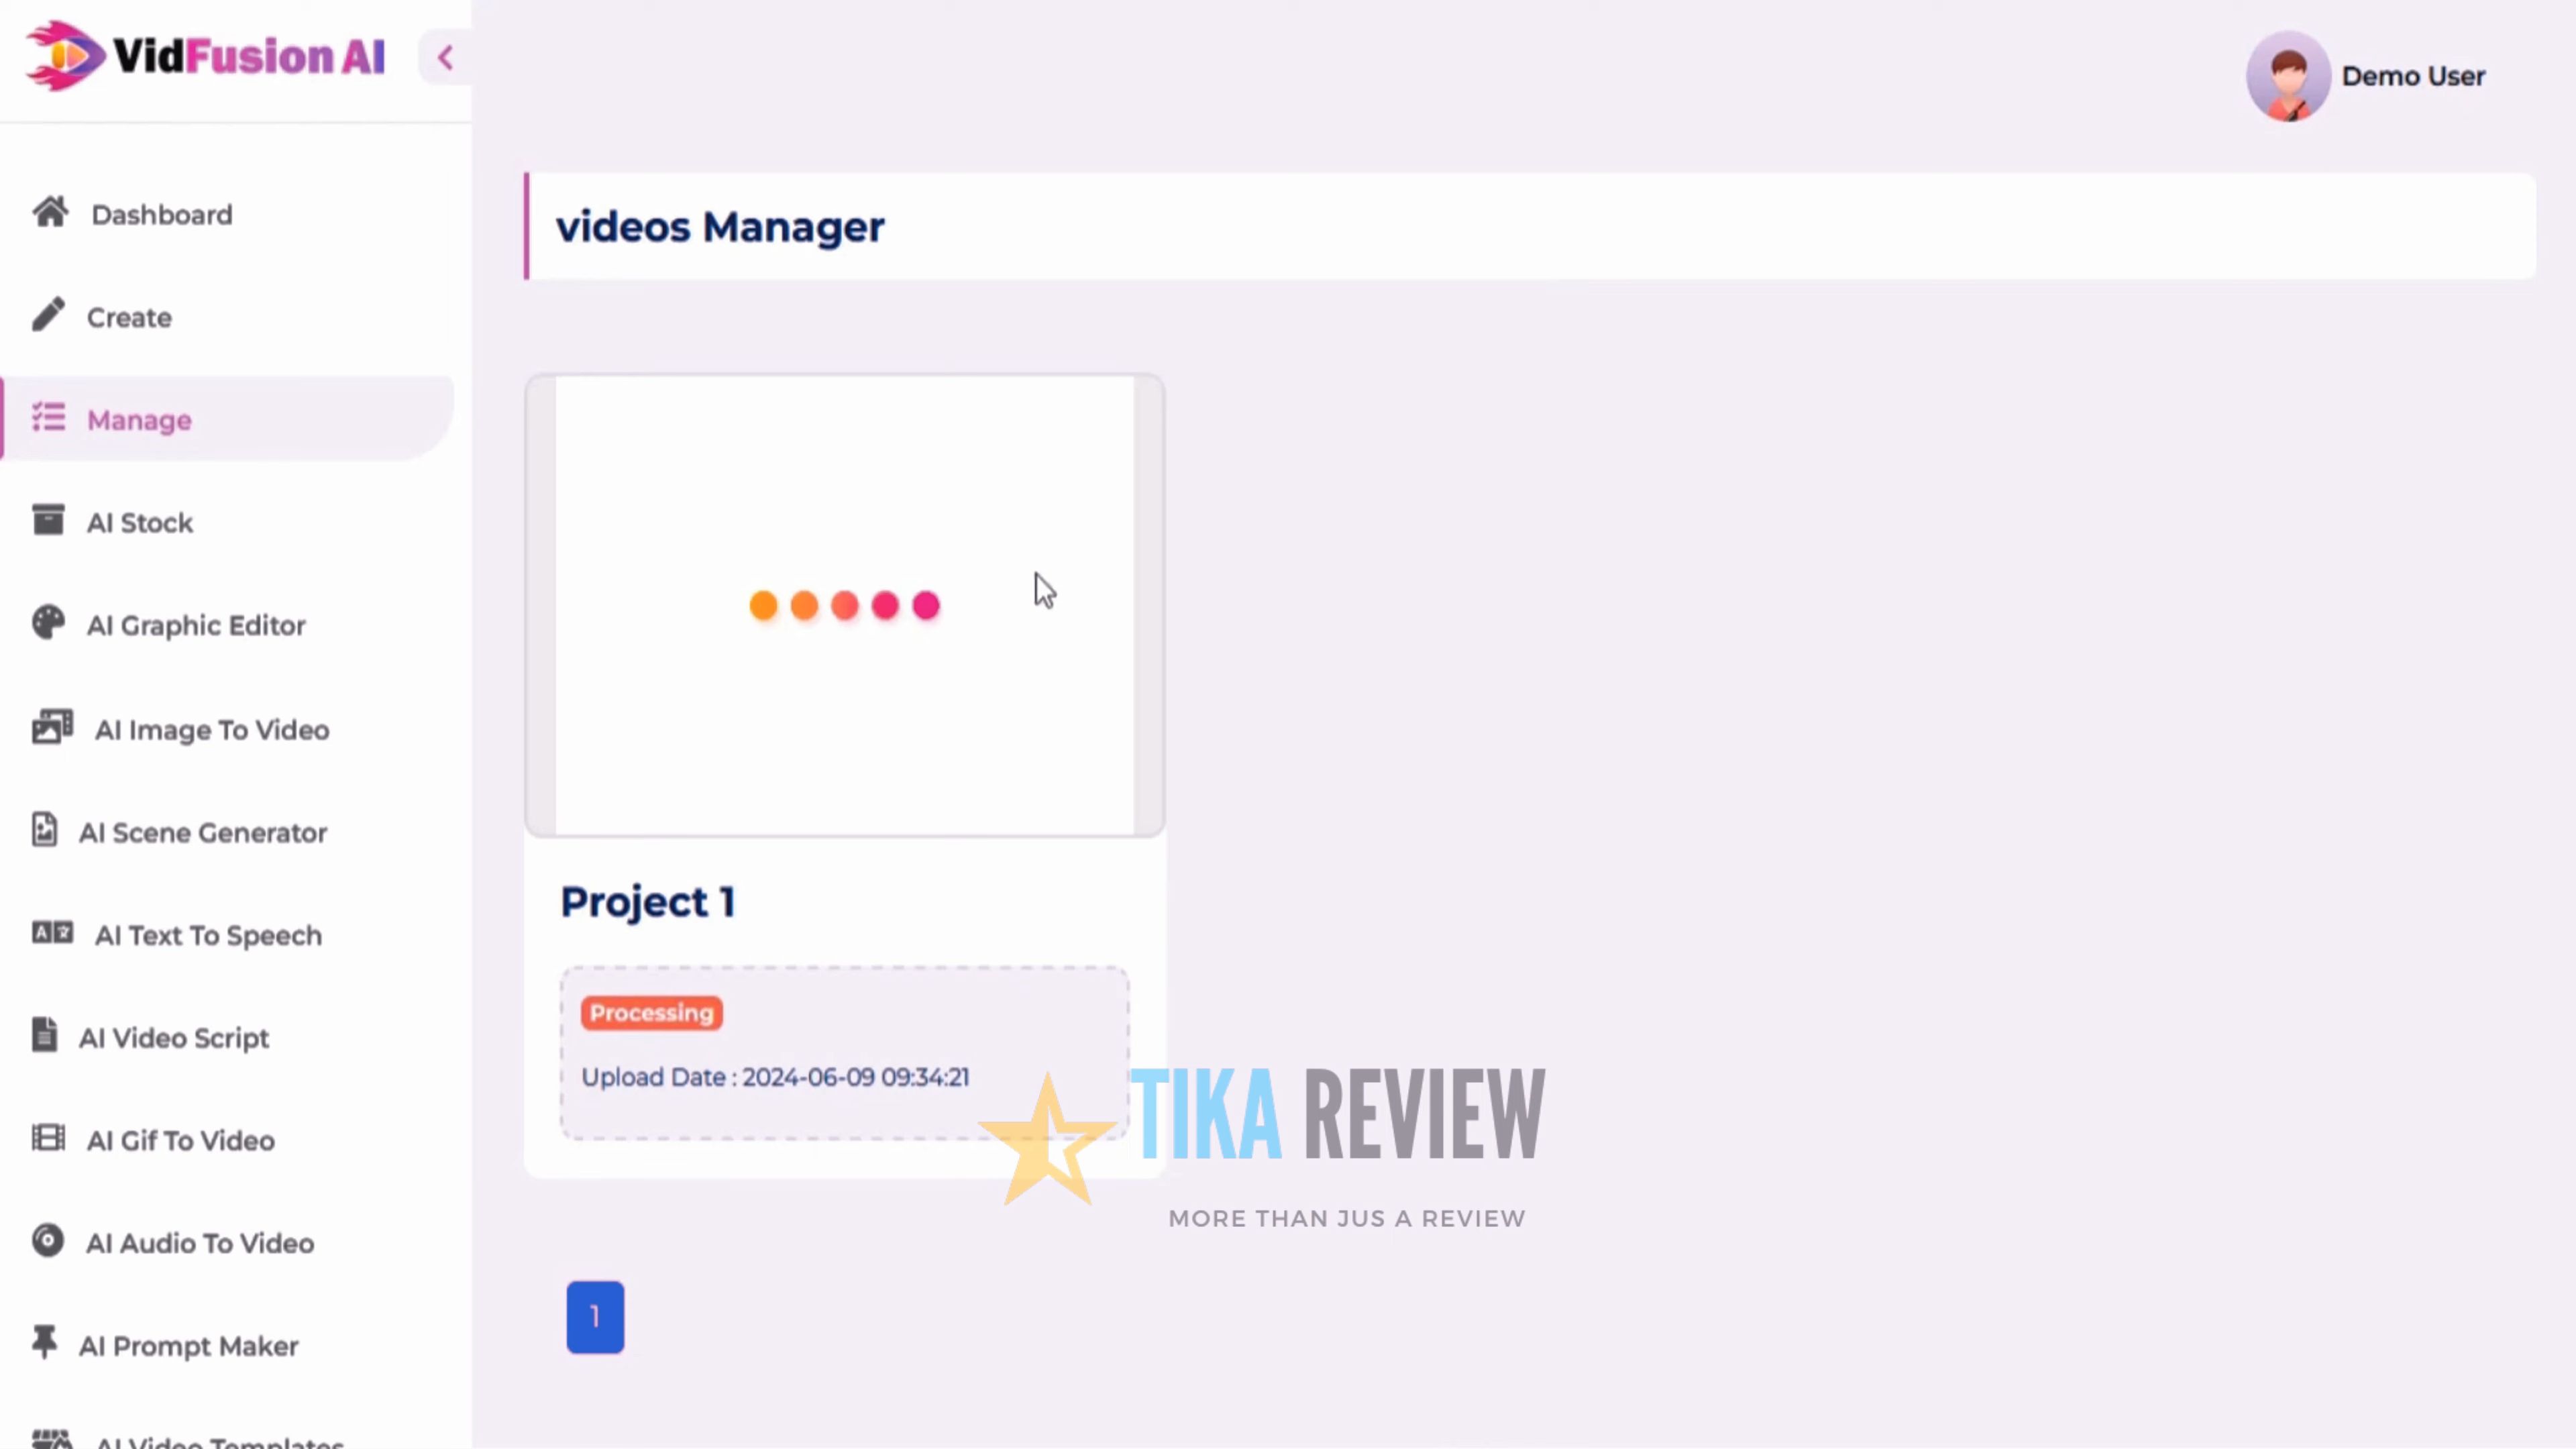 VidFusion AI
Demo User
Dashboard
Create
Manage
AI Stock
AI Graphic Editor
AI Image To Video
AI Scene Generator
AI Text To Speech
AI Video Script
AI Gif To Video
AI Audio To Video
AI Prompt Maker
AI Video Templates
videos Manager
Project 1
Processing
Upload Date : 2024-06-09 09:34:21
TIKA REVIEW
MORE THAN JUS A REVIEW
1